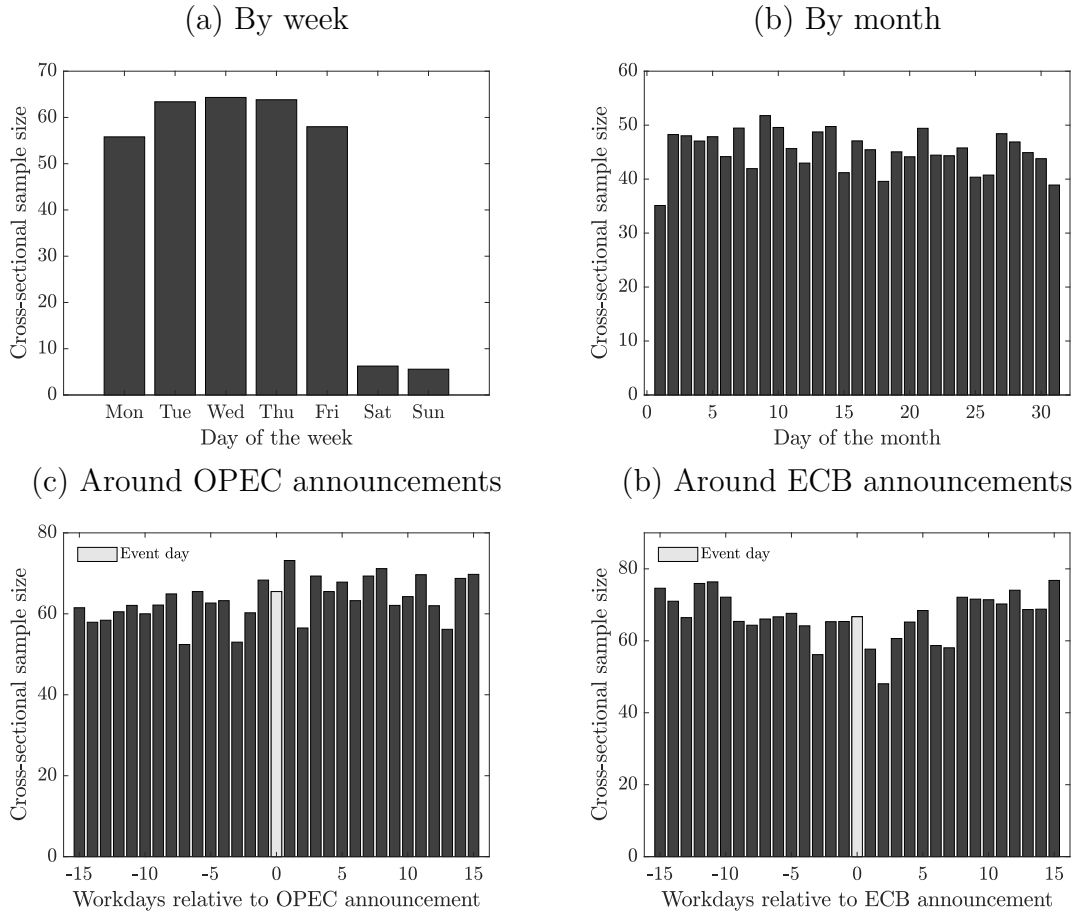 (a) By week
70
60
50
40
30
20
10
0
Cross-sectional sample size
Mon Tue Wed Thu Fri Sat Sun
Day of the week
(b) By month
60
50
40
30
20
10
0
Cross-sectional sample size
0 5 10 15 20 25 30
Day of the month
(c) Around OPEC announcements
Event day
80
60
40
20
0
Cross-sectional sample size
-15 -10 -5 0 5 10 15
Workdays relative to OPEC announcement
(b) Around ECB announcements
Event day
80
60
40
20
0
Cross-sectional sample size
-15 -10 -5 0 5 10 15
Workdays relative to ECB announcement